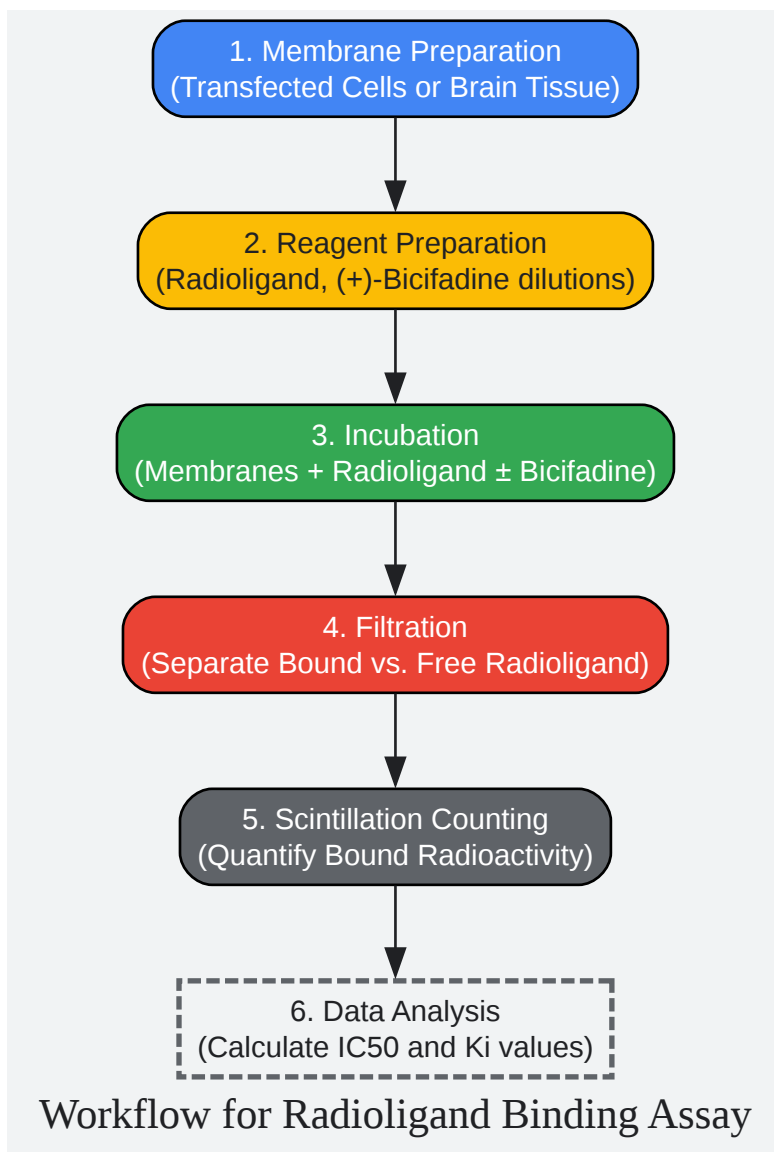 1. Membrane Preparation
(Transfected Cells or Brain Tissue)
2. Reagent Preparation
(Radioligand, (+)-Bicifadine dilutions)
3. Incubation
(Membranes + Radioligand ± Bicifadine)
4. Filtration
(Separate Bound vs. Free Radioligand)
5. Scintillation Counting
(Quantify Bound Radioactivity)
6. Data Analysis
(Calculate IC50 and Ki values)
Workflow for Radioligand Binding Assay